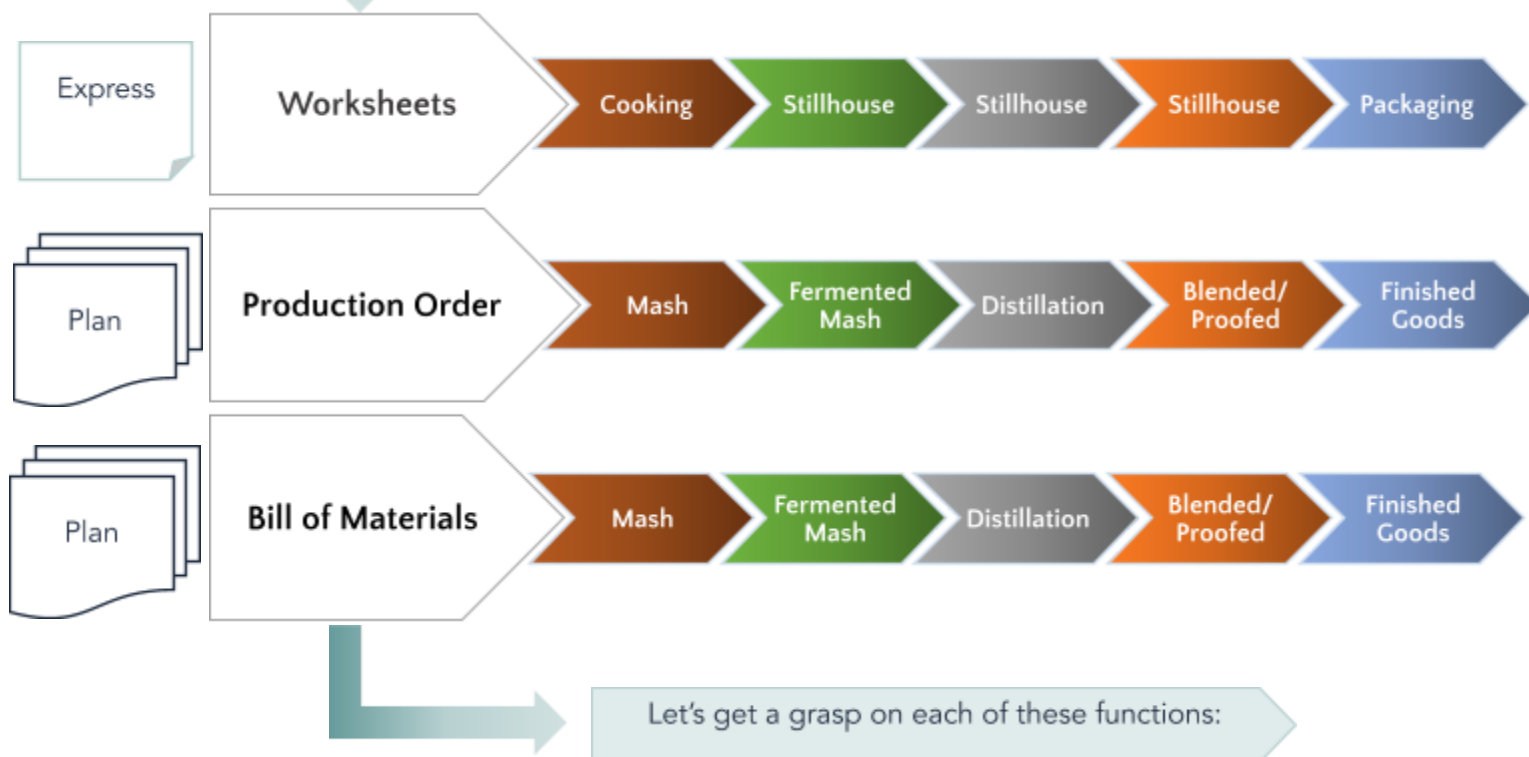 Express
Worksheets
Cooking
Stillhouse
Stillhouse
Stillhouse
Packaging
Plan
Production Order
Mash
Fermented
Mash
Distillation
Blended/
Proofed
Finished
Goods
Plan
Bill of Materials
Mash
Fermented
Mash
Distillation
Blended/
Proofed
Finished
Goods
Let's get a grasp on each of these functions: